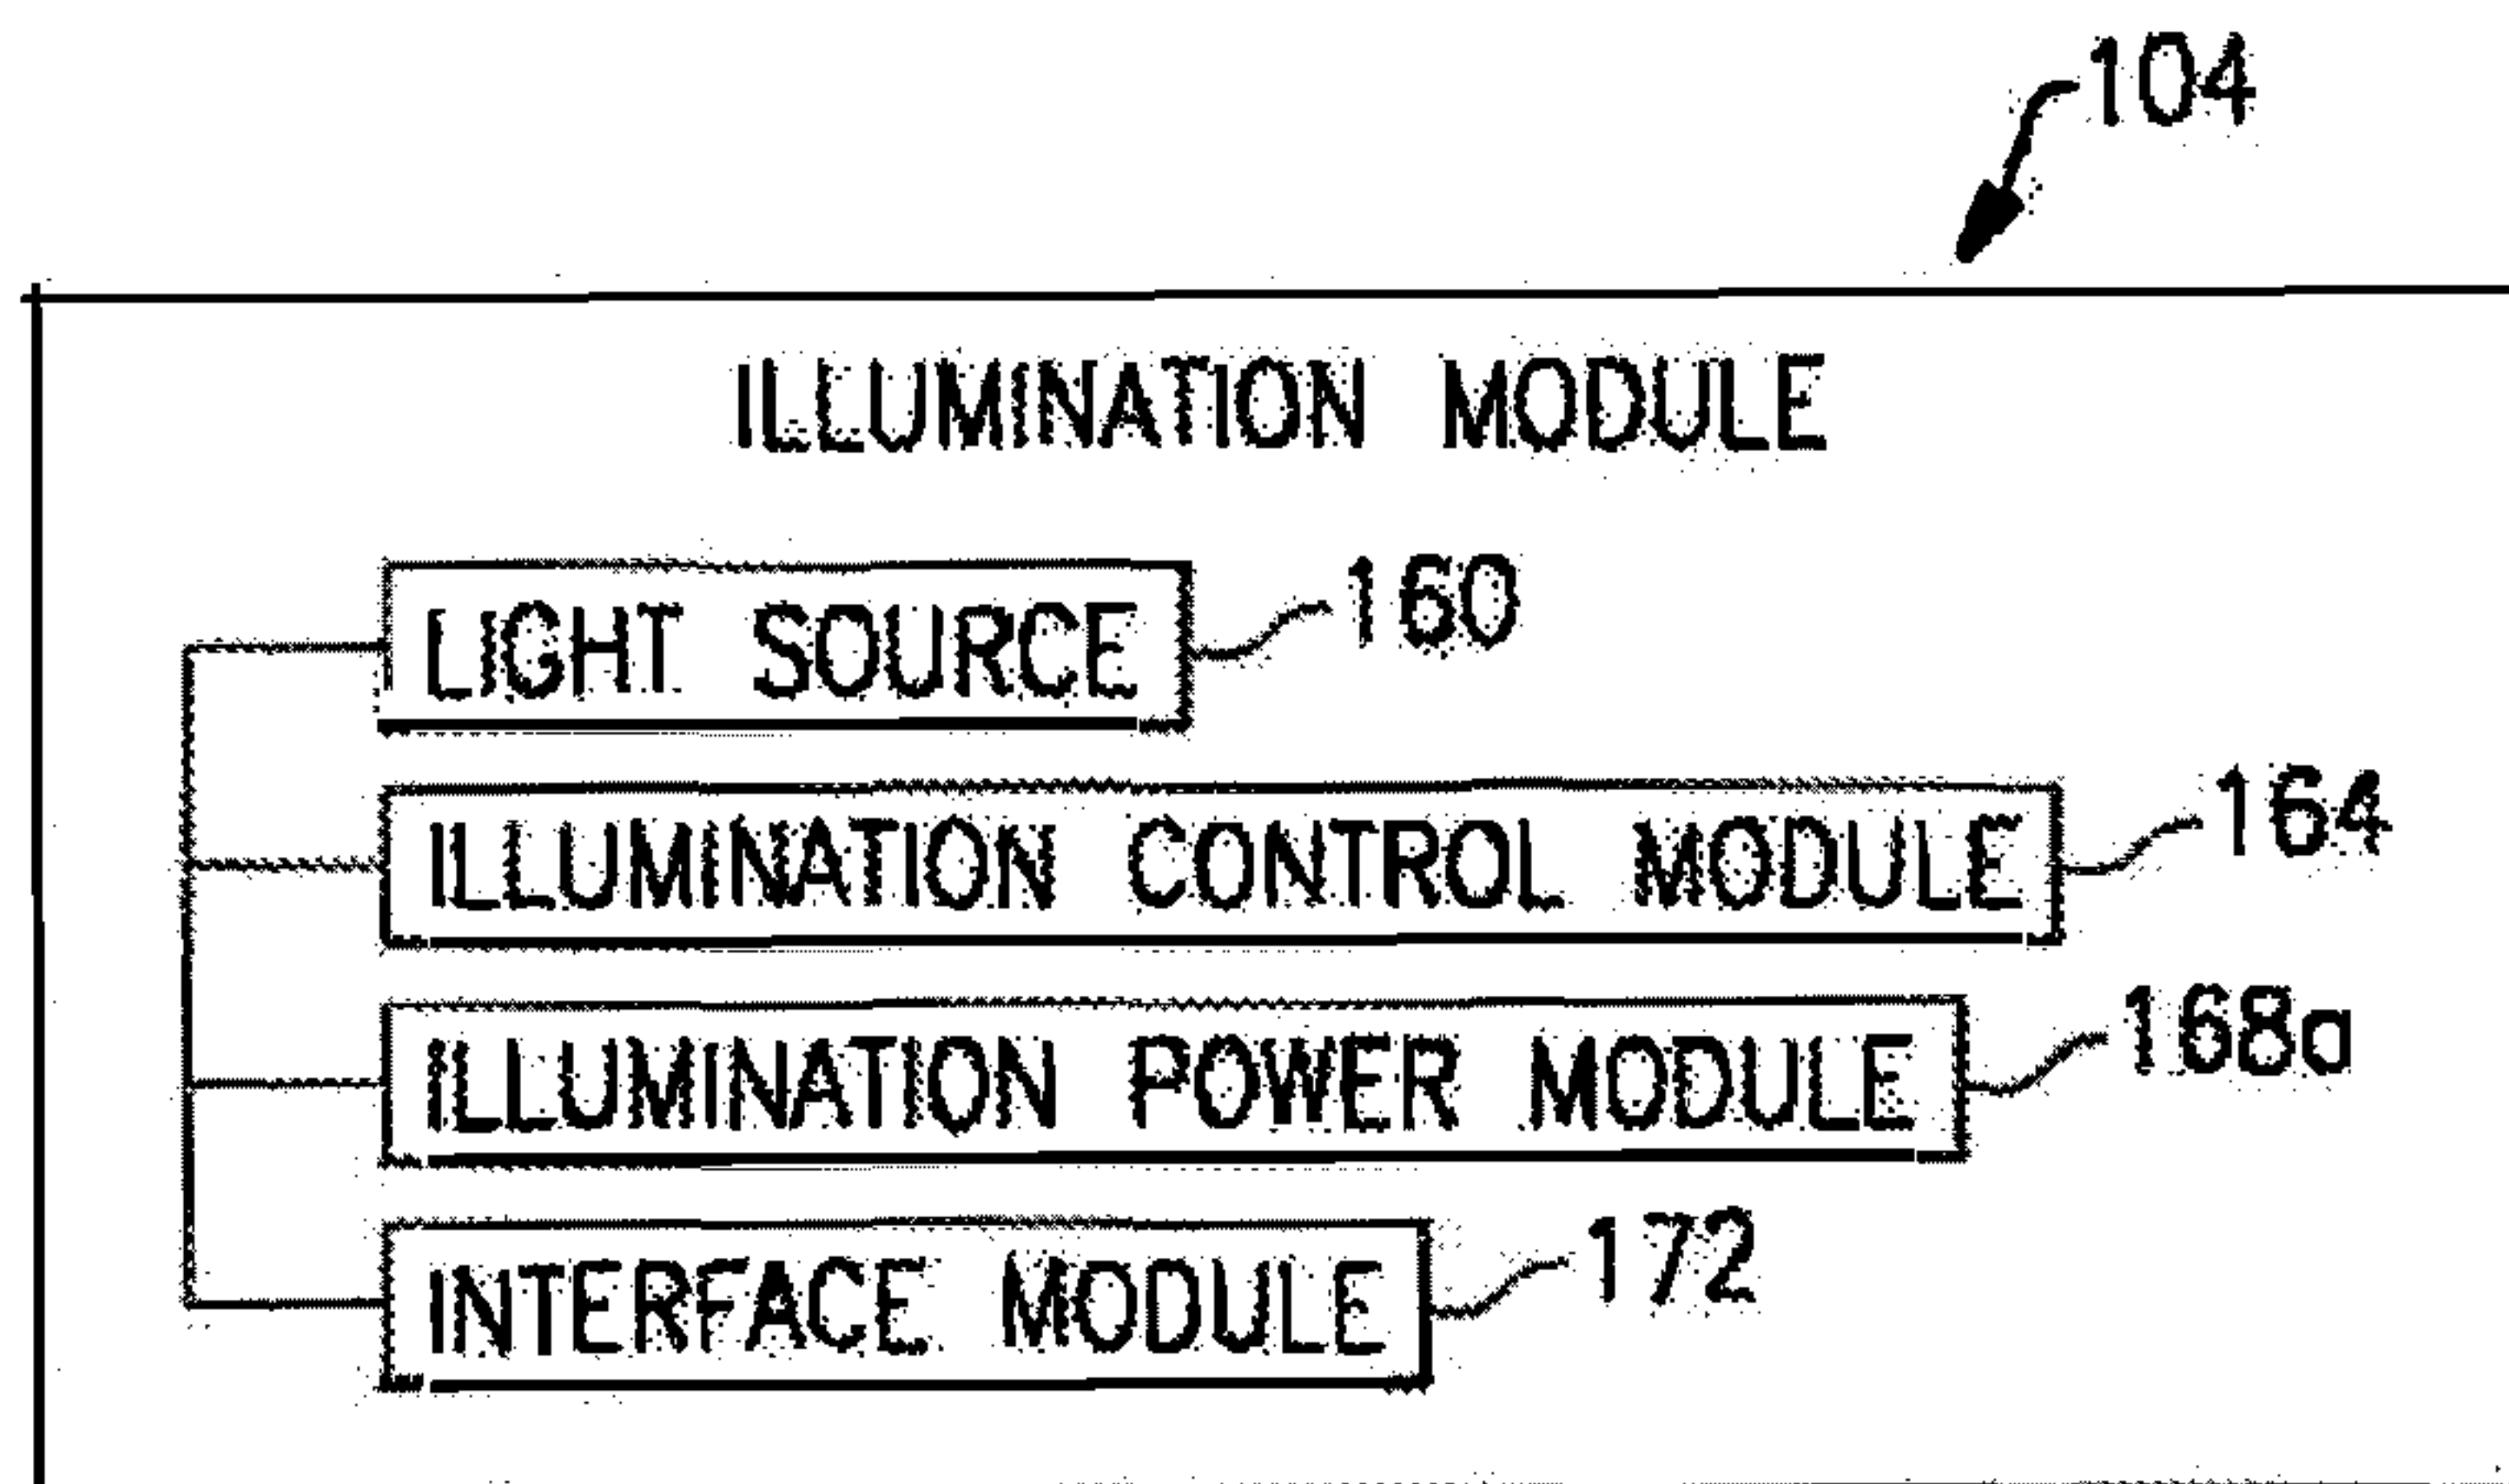 104
ILLUMINATION MODULE
LIGHT SOURCE 160
ILLUMINATION CONTROL MODULE 164
ILLUMINATION POWER MODULE 168a
INTERFACE MODULE 172